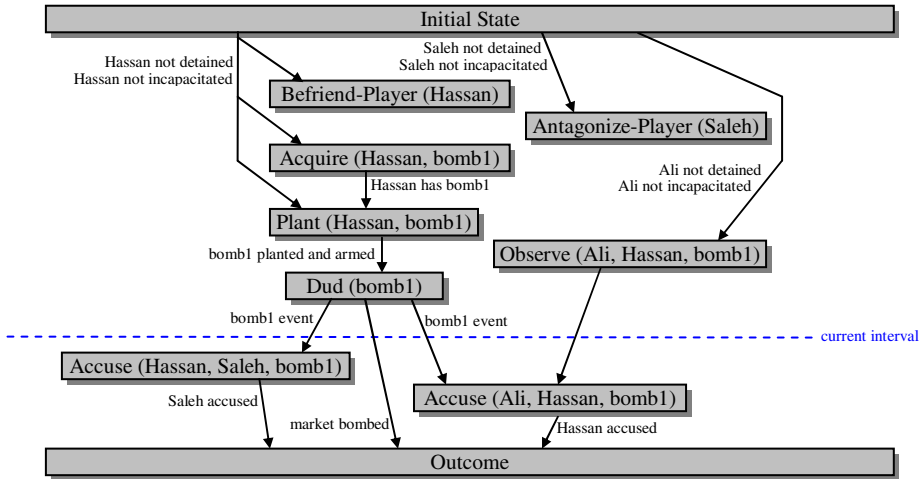 Initial State
Hassan not detained
Hassan not incapacitated
Saleh not detained
Saleh not incapacitated
Befriend-Player (Hassan)
Antagonize-Player (Saleh)
Acquire (Hassan, bomb1)
Ali not detained
Ali not incapacitated
Hassan has bomb1
Plant (Hassan, bomb1)
bomb1 planted and armed
Observe (Ali, Hassan, bomb1)
Dud (bomb1)
bomb1 event
bomb1 event
current interval
Accuse (Hassan, Saleh, bomb1)
Accuse (Ali, Hassan, bomb1)
Saleh accused
market bombed
Hassan accused
Outcome